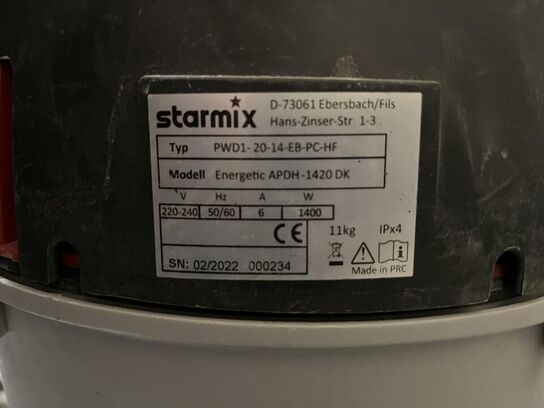 starmix
D-73061 Ebersbach/Fils
Hans-Zinser-Str 1-3
Typ PWD1- 20-14-EB-PC-HF
Modell Energetic APDH-1420 DK
V Hz A W
220-240 50/60 6 1400
CE 11kg IPx4
SN: 02/2022 000234
Made in PRC